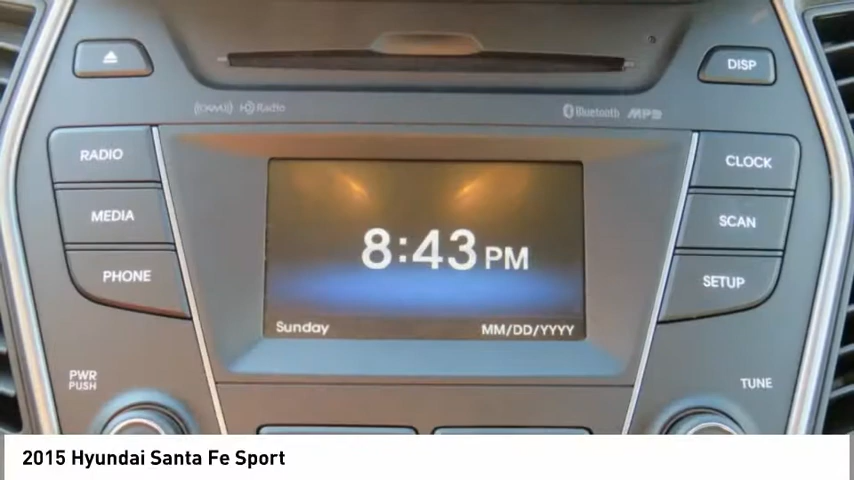 DISP
((SXM)) HD Radio
Bluetooth MP3
RADIO
CLOCK
MEDIA
SCAN
8:43 PM
PHONE
SETUP
Sunday
MM/DD/YYYY
PWR
PUSH
TUNE
2015 Hyundai Santa Fe Sport